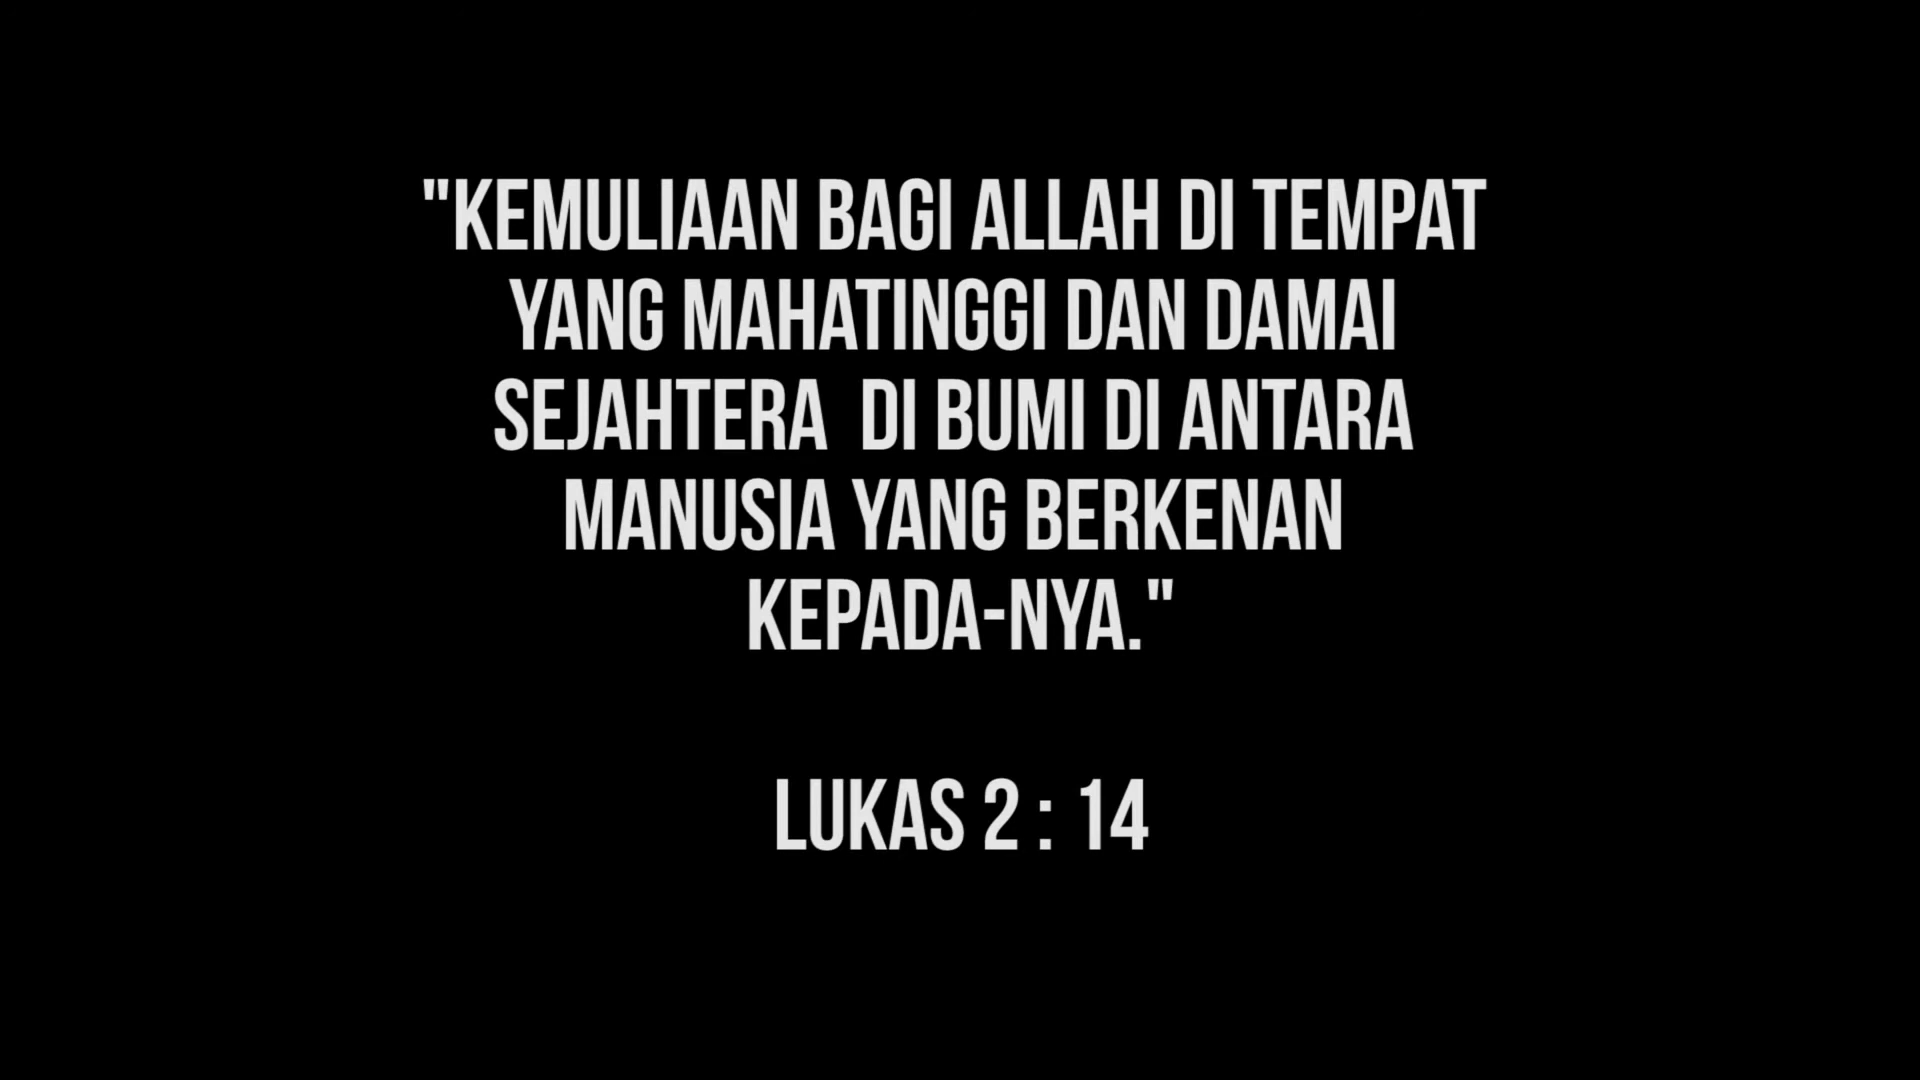 "KEMULIAAN BAGI ALLAH DI TEMPAT
YANG MAHATINGGI DAN DAMAI
SEJAHTERA  DI BUMI DI ANTARA
MANUSIA YANG BERKENAN
KEPADA-NYA."
LUKAS 2 : 14